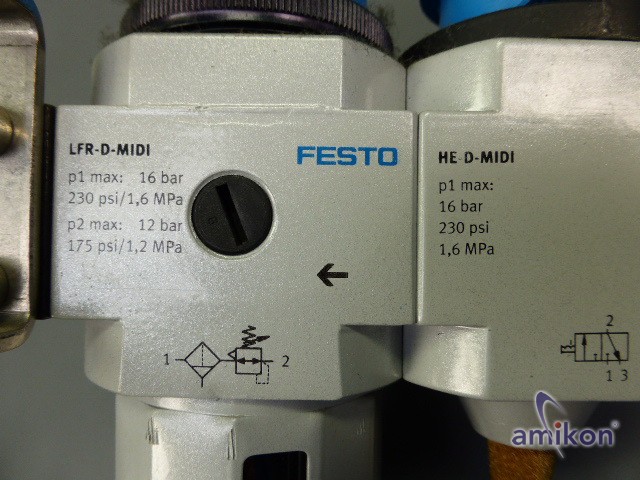 LFR-D-MIDI
p1 max: 16 bar
230 psi/1,6 MPa
p2 max: 12 bar
175 psi/1,2 MPa
FESTO
1
2
HE-D-MIDI
p1 max:
16 bar
230 psi
1,6 MPa
2
1 3
amikon®